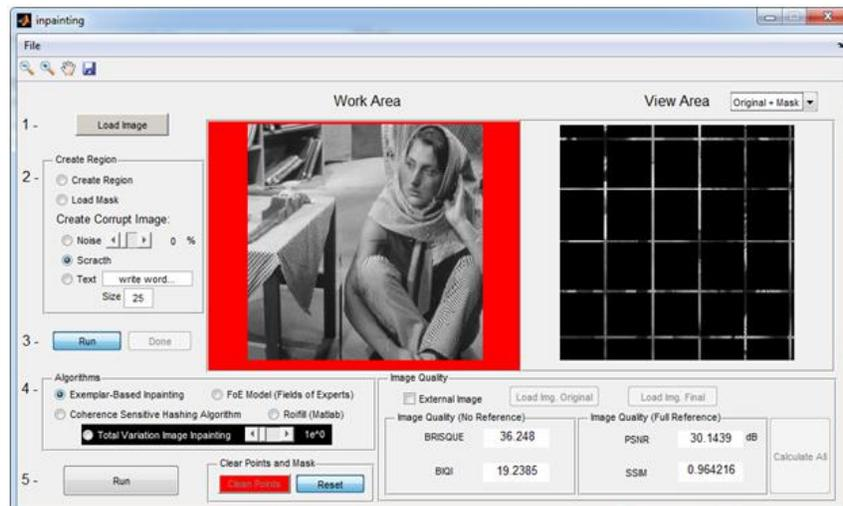 inpainting
File
Work Area
View Area
Original + Mask
1 -
Load Image
Create Region
2 -
Create Region
Load Mask
Create Corrupt Image:
Noise
0 %
Scracth
Text
write word...
Size
25
3 -
Run
Done
4 -
Algorithms
Exemplar-Based Inpainting
FoE Model (Fields of Experts)
Coherence Sensitive Hashing Algorithm
Roifill (Matlab)
Total Variation Image Inpainting
1e^0
Image Quality
External Image
Load Img. Original
Load Img. Final
Image Quality (No Reference)
BRISQUE
36.248
BIQI
19.2385
Image Quality (Full Reference)
PSNR
30.1439
dB
SSIM
0.964216
Calculate All
5 -
Run
Clear Points and Mask
Clean Points
Reset